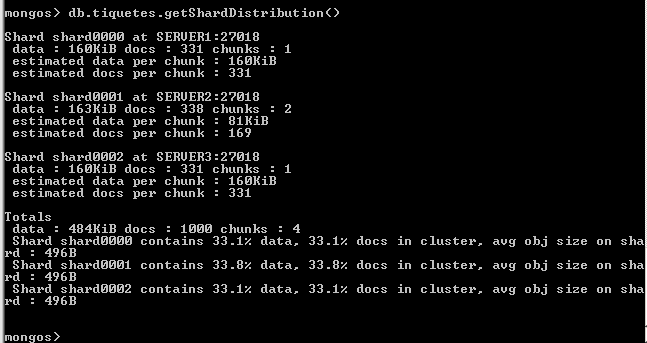 mongos> db.tiquetes.getShardDistribution()
Shard shard0000 at SERVER1:27018
data : 160KiB docs : 331 chunks : 1
estimated data per chunk : 160KiB
estimated docs per chunk : 331
Shard shard0001 at SERVER2:27018
data : 163KiB docs : 338 chunks : 2
estimated data per chunk : 81KiB
estimated docs per chunk : 169
Shard shard0002 at SERVER3:27018
data : 160KiB docs : 331 chunks : 1
estimated data per chunk : 160KiB
estimated docs per chunk : 331
Totals
data : 484KiB docs : 1000 chunks : 4
Shard shard0000 contains 33.1% data, 33.1% docs in cluster, avg obj size on sha
rd : 496B
Shard shard0001 contains 33.8% data, 33.8% docs in cluster, avg obj size on sha
rd : 496B
Shard shard0002 contains 33.1% data, 33.1% docs in cluster, avg obj size on sha
rd : 496B
mongos>